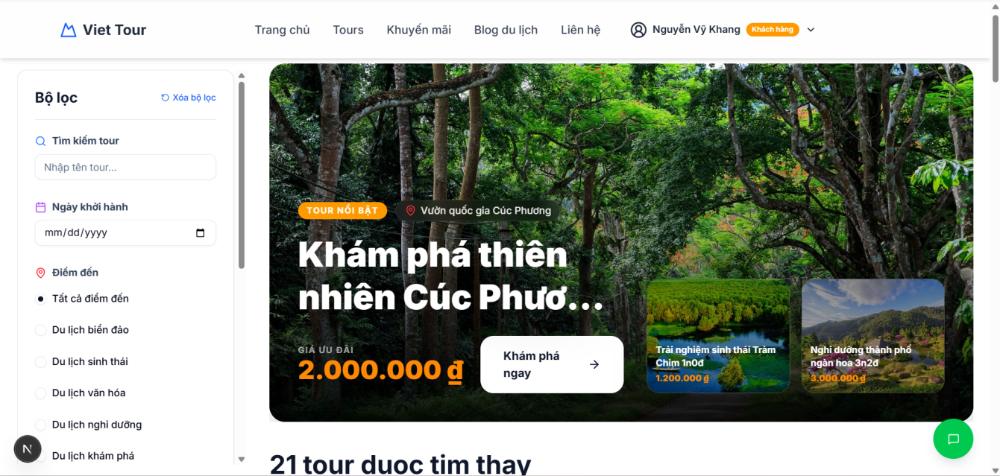 Viet Tour
Trang chủ
Tours
Khuyến mãi
Blog du lịch
Liên hệ
Nguyễn Vỹ Khang
Khách hàng
Bộ lọc
Xóa bộ lọc
Tìm kiếm tour
Nhập tên tour...
Ngày khởi hành
mm/dd/yyyy
Điểm đến
Tất cả điểm đến
Du lịch biển đảo
Du lịch sinh thái
Du lịch văn hóa
Du lịch nghỉ dưỡng
Du lịch khám phá
N
TOUR NỔI BẬT
Vườn quốc gia Cúc Phương
Khám phá thiên
nhiên Cúc Phươ...
GIÁ ƯU ĐÃI
2.000.000 ₫
Khám phá
ngay
Trải nghiệm sinh thái Tràm
Chim 1n0đ
1.200.000 ₫
Nghỉ dưỡng thành phố
ngàn hoa 3n2đ
3.000.000 ₫
21 tour duoc tim thay